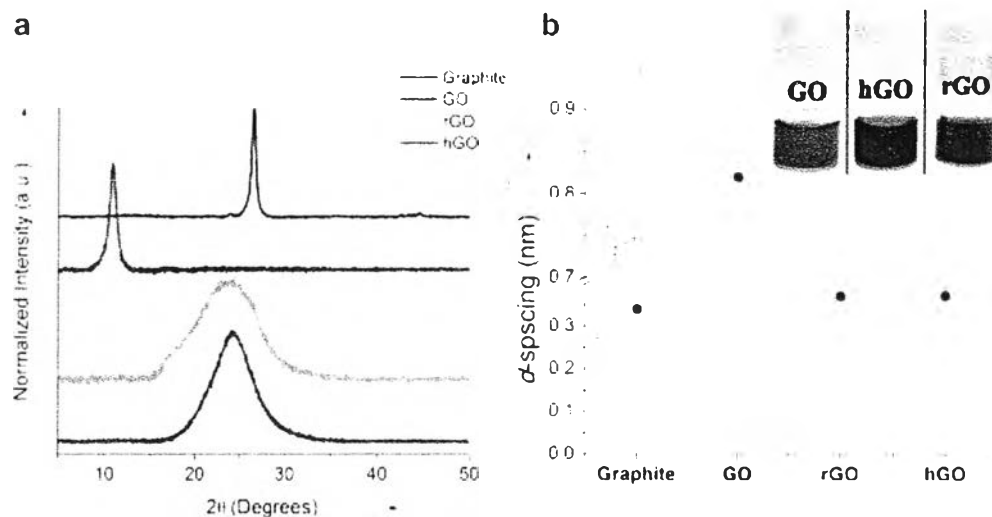 a
Graphite
GO
rGO
hGO
Normalized Intensity (a.u)
10 20 30 40 50
2θ (Degrees)
b
GO hGO rGO
0.9
0.8
0.7
0.3
0.2
0.1
0.0
d-spscing (nm)
Graphite GO rGO hGO